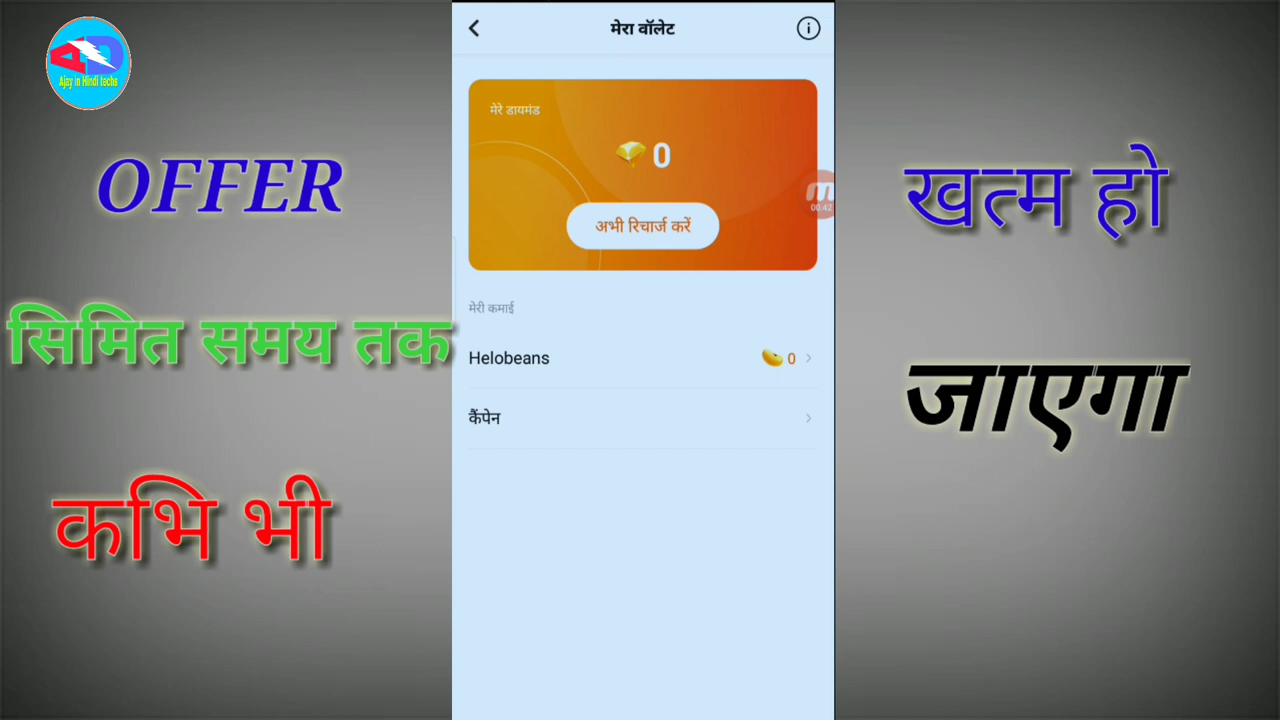 AD
Ajay in Hindi techs
OFFER
सिमित समय तक
कभि भी
मेरा वॉलेट
मेरे डायमंड
0
अभी रिचार्ज करें
00:42
मेरी कमाई
Helobeans
0
कैंपेन
खत्म हो
जाएगा